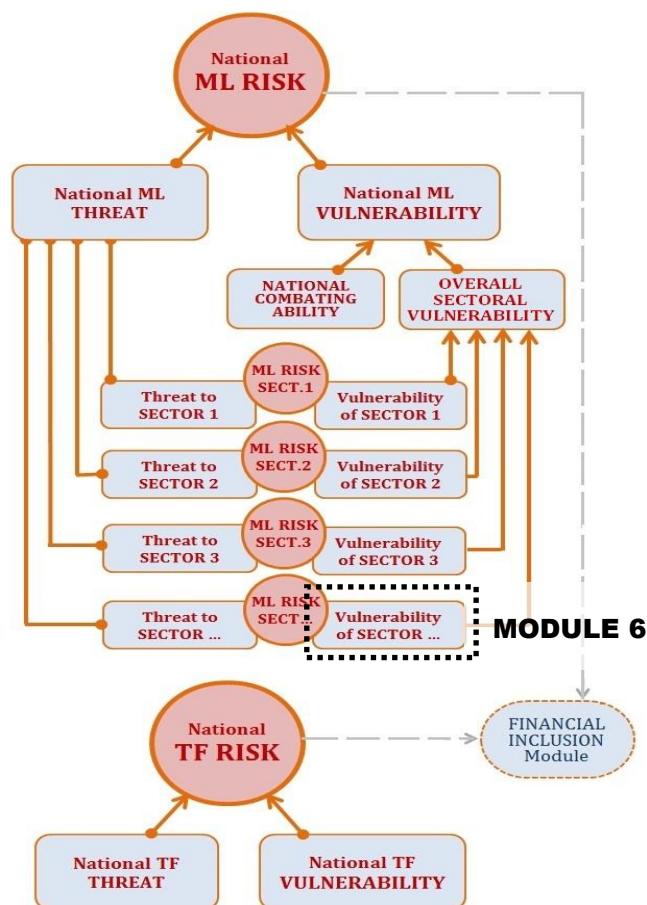 National
ML RISK
National ML
THREAT
National ML
VULNERABILITY
NATIONAL
COMBATING
ABILITY
OVERALL
SECTORAL
VULNERABILITY
Threat to
SECTOR 1
ML RISK
SECT.1
Vulnerability
of SECTOR 1
Threat to
SECTOR 2
ML RISK
SECT.2
Vulnerability
of SECTOR 2
Threat to
SECTOR 3
ML RISK
SECT.3
Vulnerability
of SECTOR 3
Threat to
SECTOR ...
ML RISK
SECT...
Vulnerability
of SECTOR ...
MODULE 6
National
TF RISK
FINANCIAL
INCLUSION
Module
National TF
THREAT
National TF
VULNERABILITY